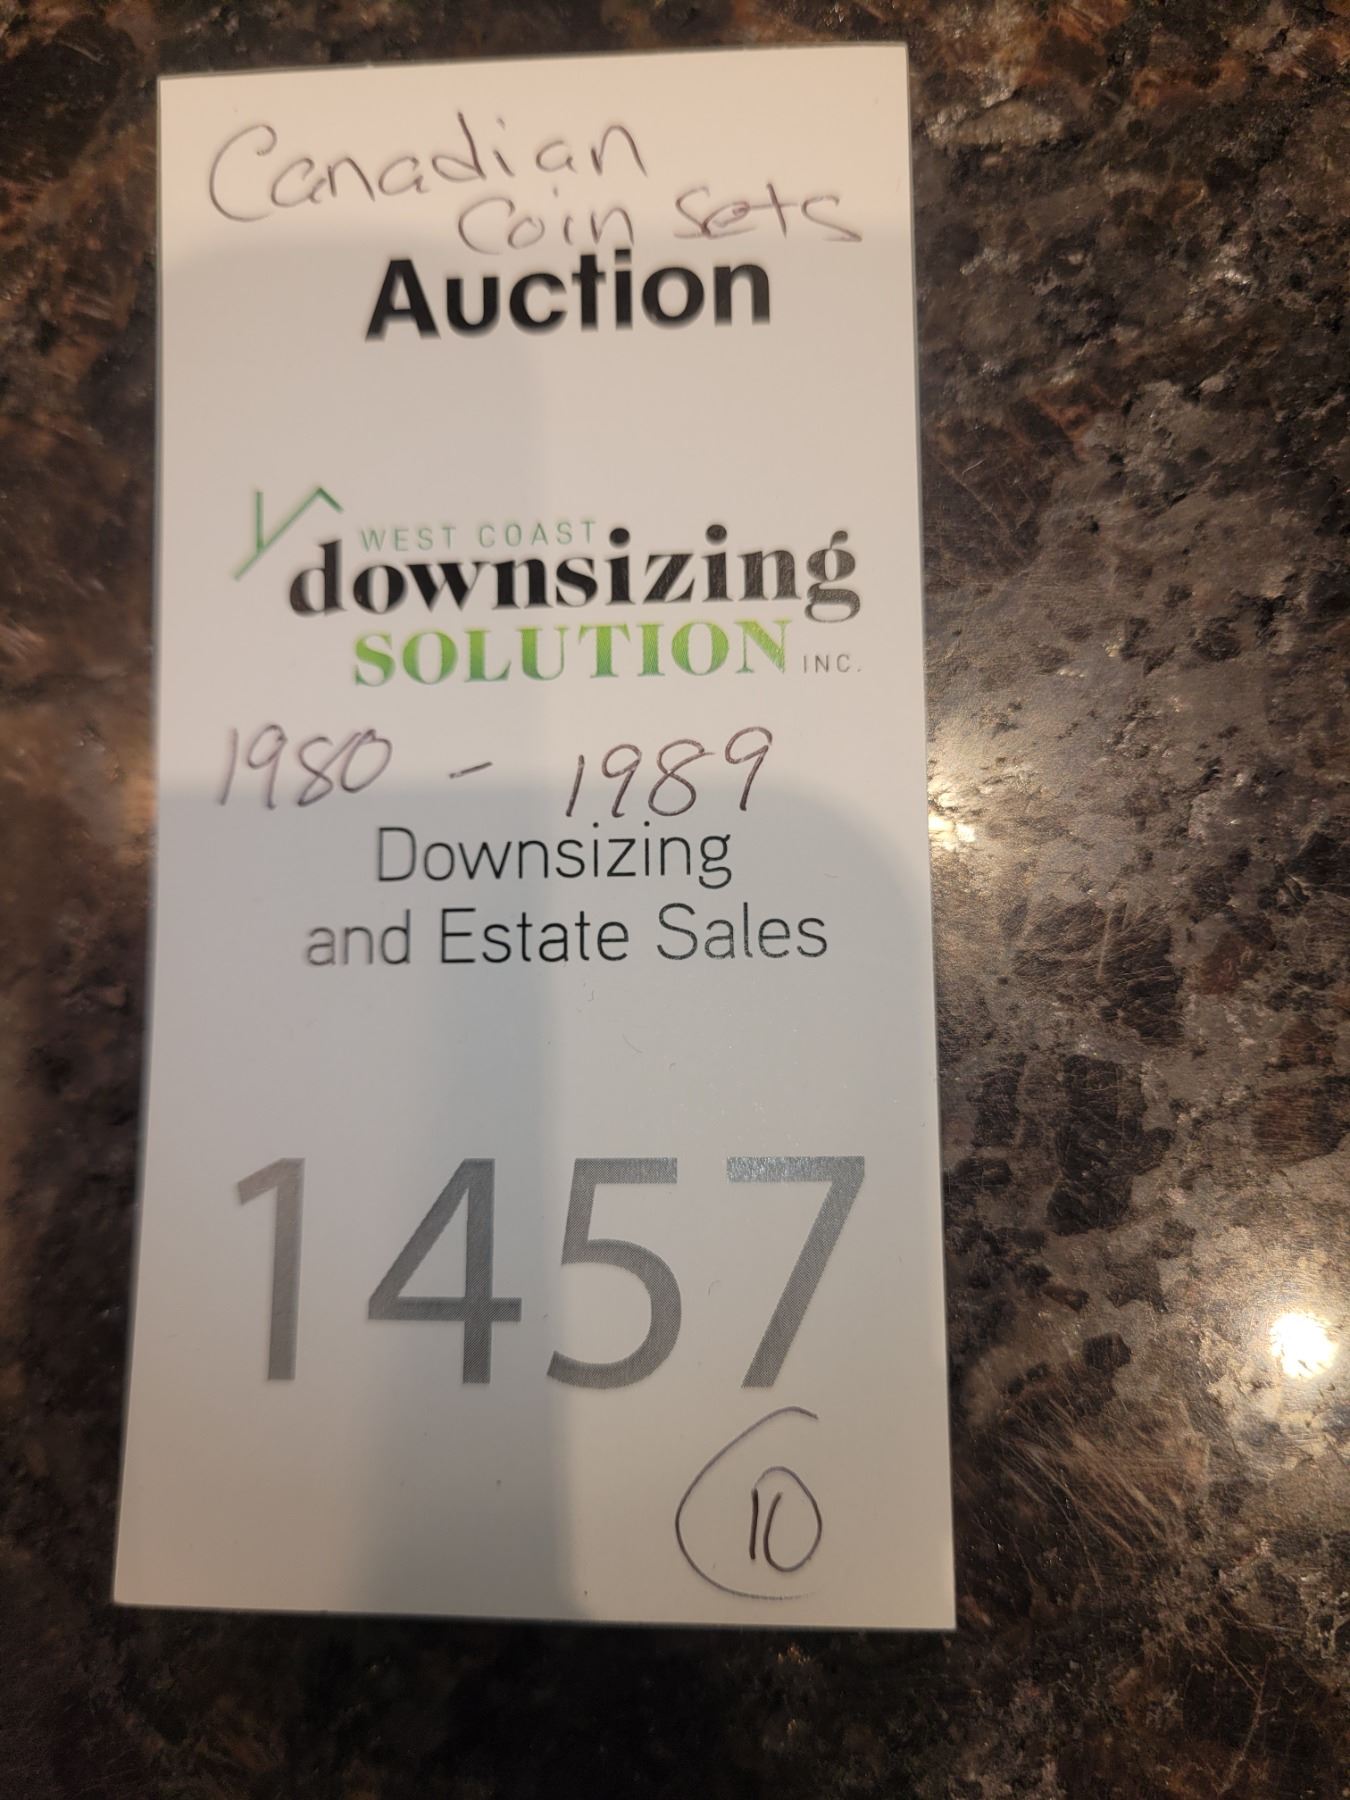 Canadian
Coin Sets
Auction
WEST COAST
downsizing
SOLUTION INC.
1980 - 1989
Downsizing
and Estate Sales
1457
10